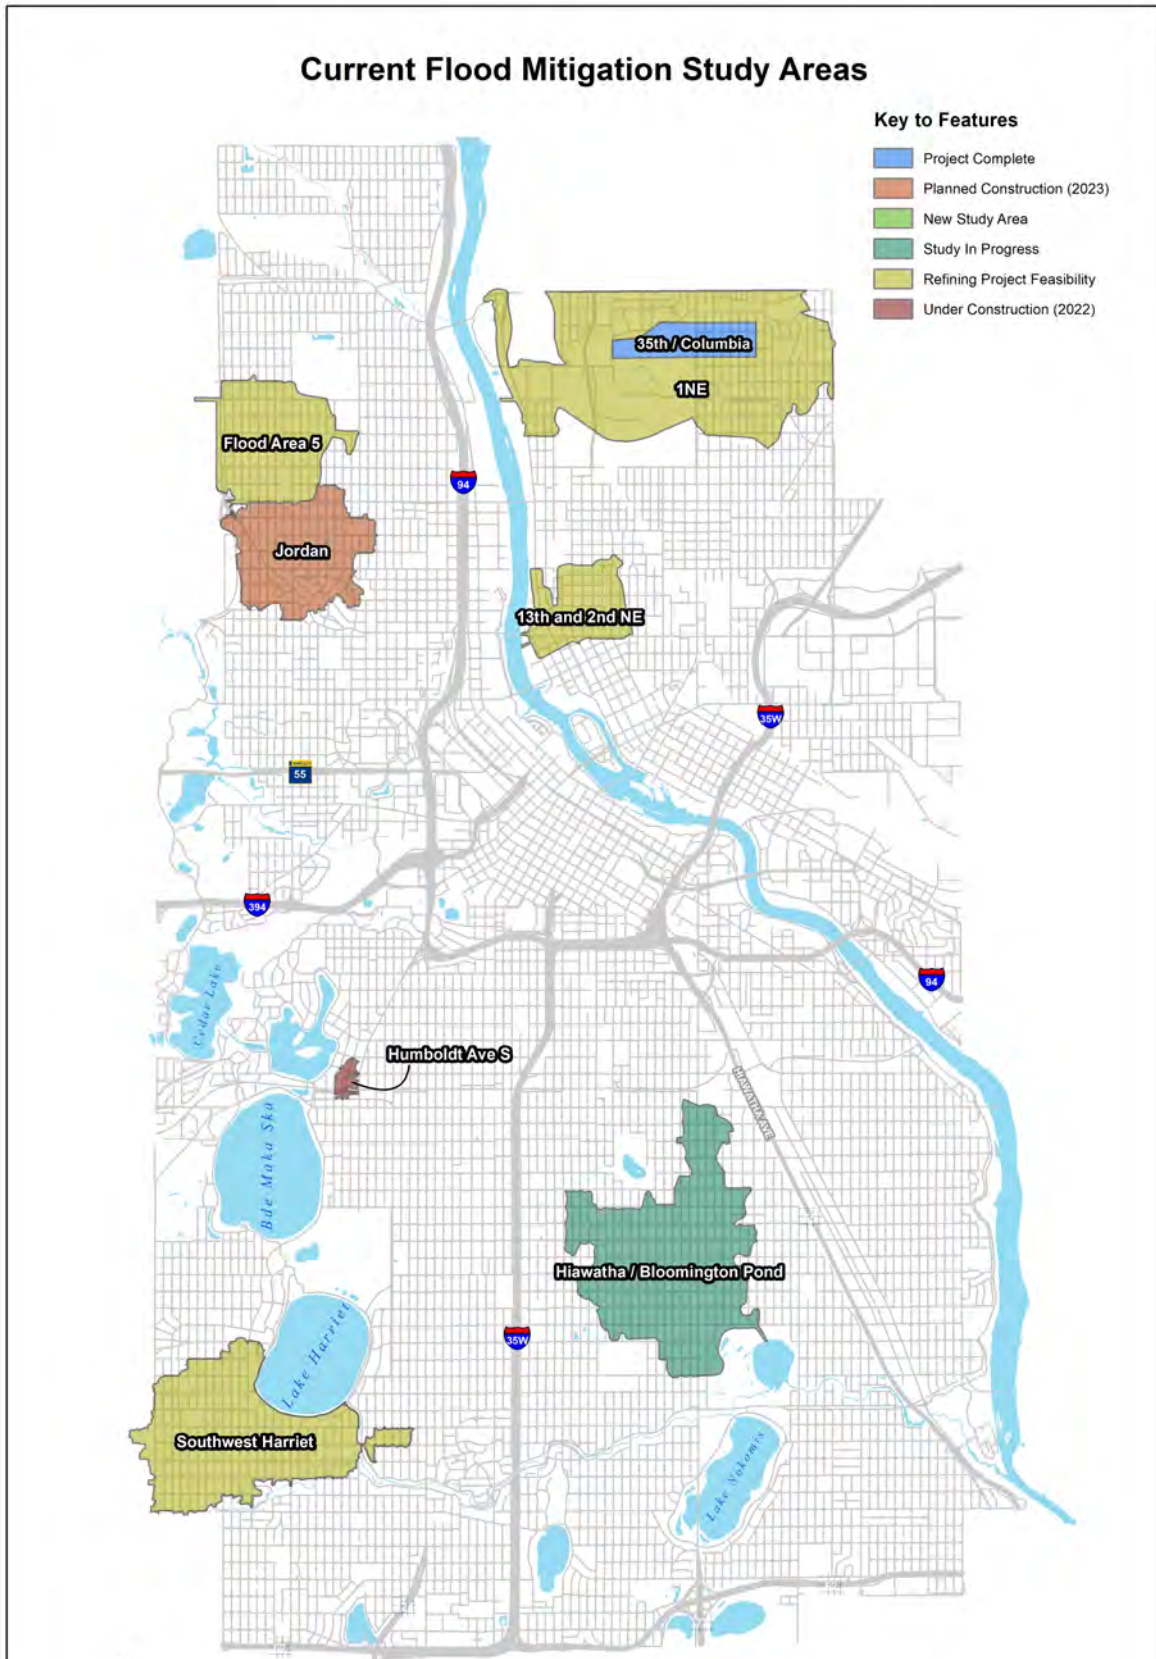 Current Flood Mitigation Study Areas
Key to Features
Project Complete
Planned Construction (2023)
New Study Area
Study In Progress
Refining Project Feasibility
Under Construction (2022)
35th / Columbia
1NE
Flood Area 5
94
Jordan
13th and 2nd NE
35W
55
394
Cedar Lake
94
Humboldt Ave S
HIAWATHA AVE
Bde Maka Ska
Hiawatha / Bloomington Pond
Lake Harriet
35W
Southwest Harriet
Lake Nokomis